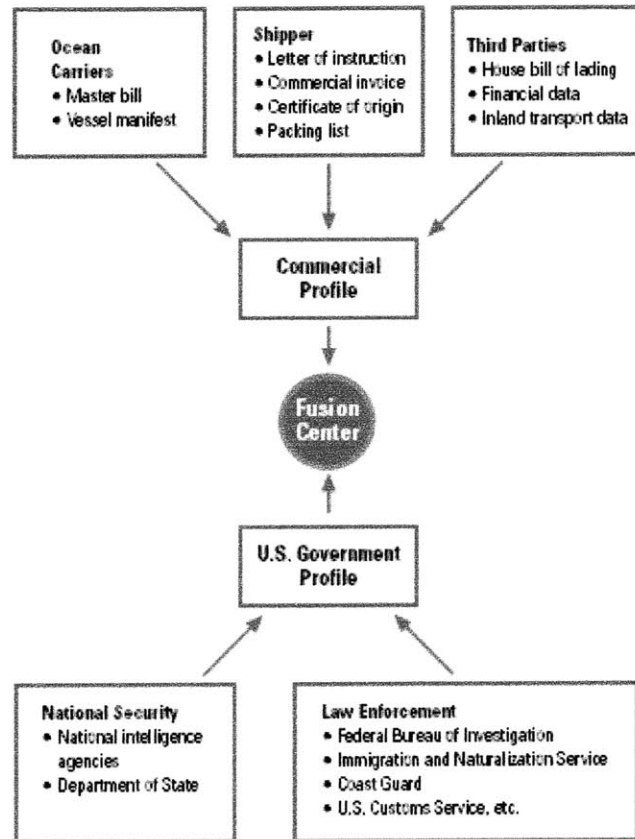 Ocean
Carriers
• Master bill
• Vessel manifest
Shipper
• Letter of instruction
• Commercial invoice
• Certificate of origin
• Packing list
Third Parties
• House bill of lading
• Financial data
• Inland transport data
Commercial
Profile
Fusion
Center
U.S. Government
Profile
National Security
• National intelligence
agencies
• Department of State
Law Enforcement
• Federal Bureau of Investigation
• Immigration and Naturalization Service
• Coast Guard
• U.S. Customs Service, etc.